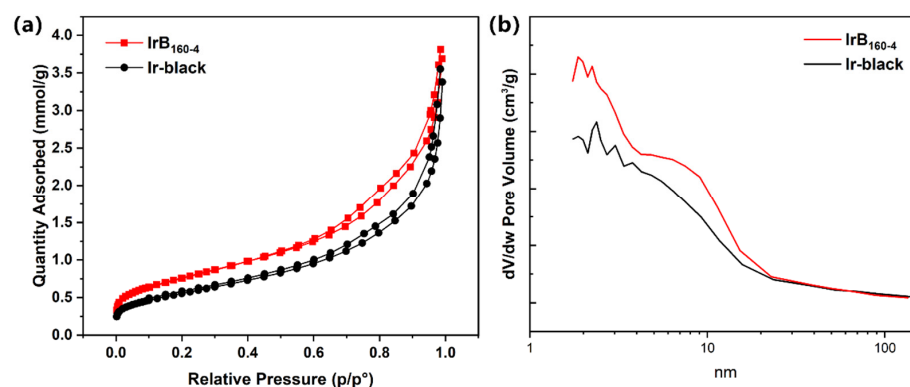 (a)
IrB160-4
Ir-black
Quantity Adsorbed (mmol/g)
4.0
3.5
3.0
2.5
2.0
1.5
1.0
0.5
0.0
0.0 0.2 0.4 0.6 0.8 1.0
Relative Pressure (p/p°)
(b)
IrB160-4
Ir-black
dV/dw Pore Volume (cm³/g)
1 10 100
nm